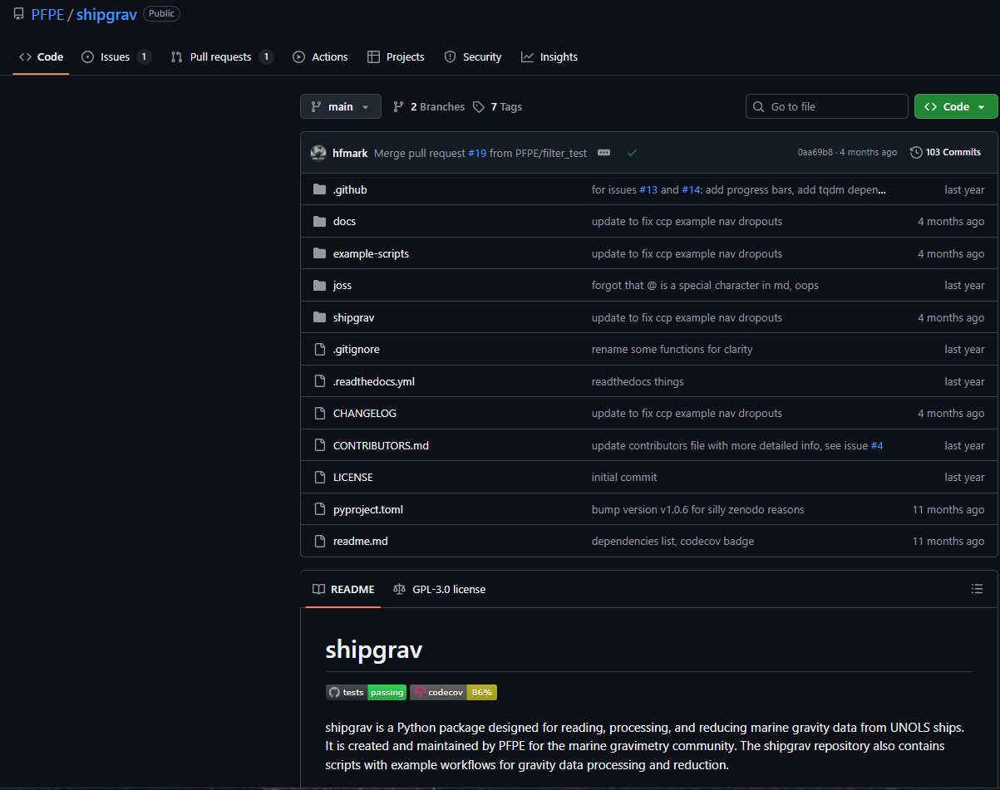 PFPE / shipgrav Public
Code Issues 1 Pull requests 1 Actions Projects Security Insights
main 2 Branches 7 Tags Go to file Code
hfmark Merge pull request #19 from PFPE/filter_test 0aa69b8 · 4 months ago 103 Commits
.github for issues #13 and #14: add progress bars, add tqdm depen... last year
docs update to fix ccp example nav dropouts 4 months ago
example-scripts update to fix ccp example nav dropouts 4 months ago
joss forgot that @ is a special character in md, oops last year
shipgrav update to fix ccp example nav dropouts 4 months ago
.gitignore rename some functions for clarity last year
.readthedocs.yml readthedocs things last year
CHANGELOG update to fix ccp example nav dropouts 4 months ago
CONTRIBUTORS.md update contributors file with more detailed info, see issue #4 last year
LICENSE initial commit last year
pyproject.toml bump version v1.0.6 for silly zenodo reasons 11 months ago
readme.md dependencies list, codecov badge 11 months ago
README GPL-3.0 license
shipgrav
tests passing codecov 86%
shipgrav is a Python package designed for reading, processing, and reducing marine gravity data from UNOLS ships.
It is created and maintained by PFPE for the marine gravimetry community. The shipgrav repository also contains
scripts with example workflows for gravity data processing and reduction.